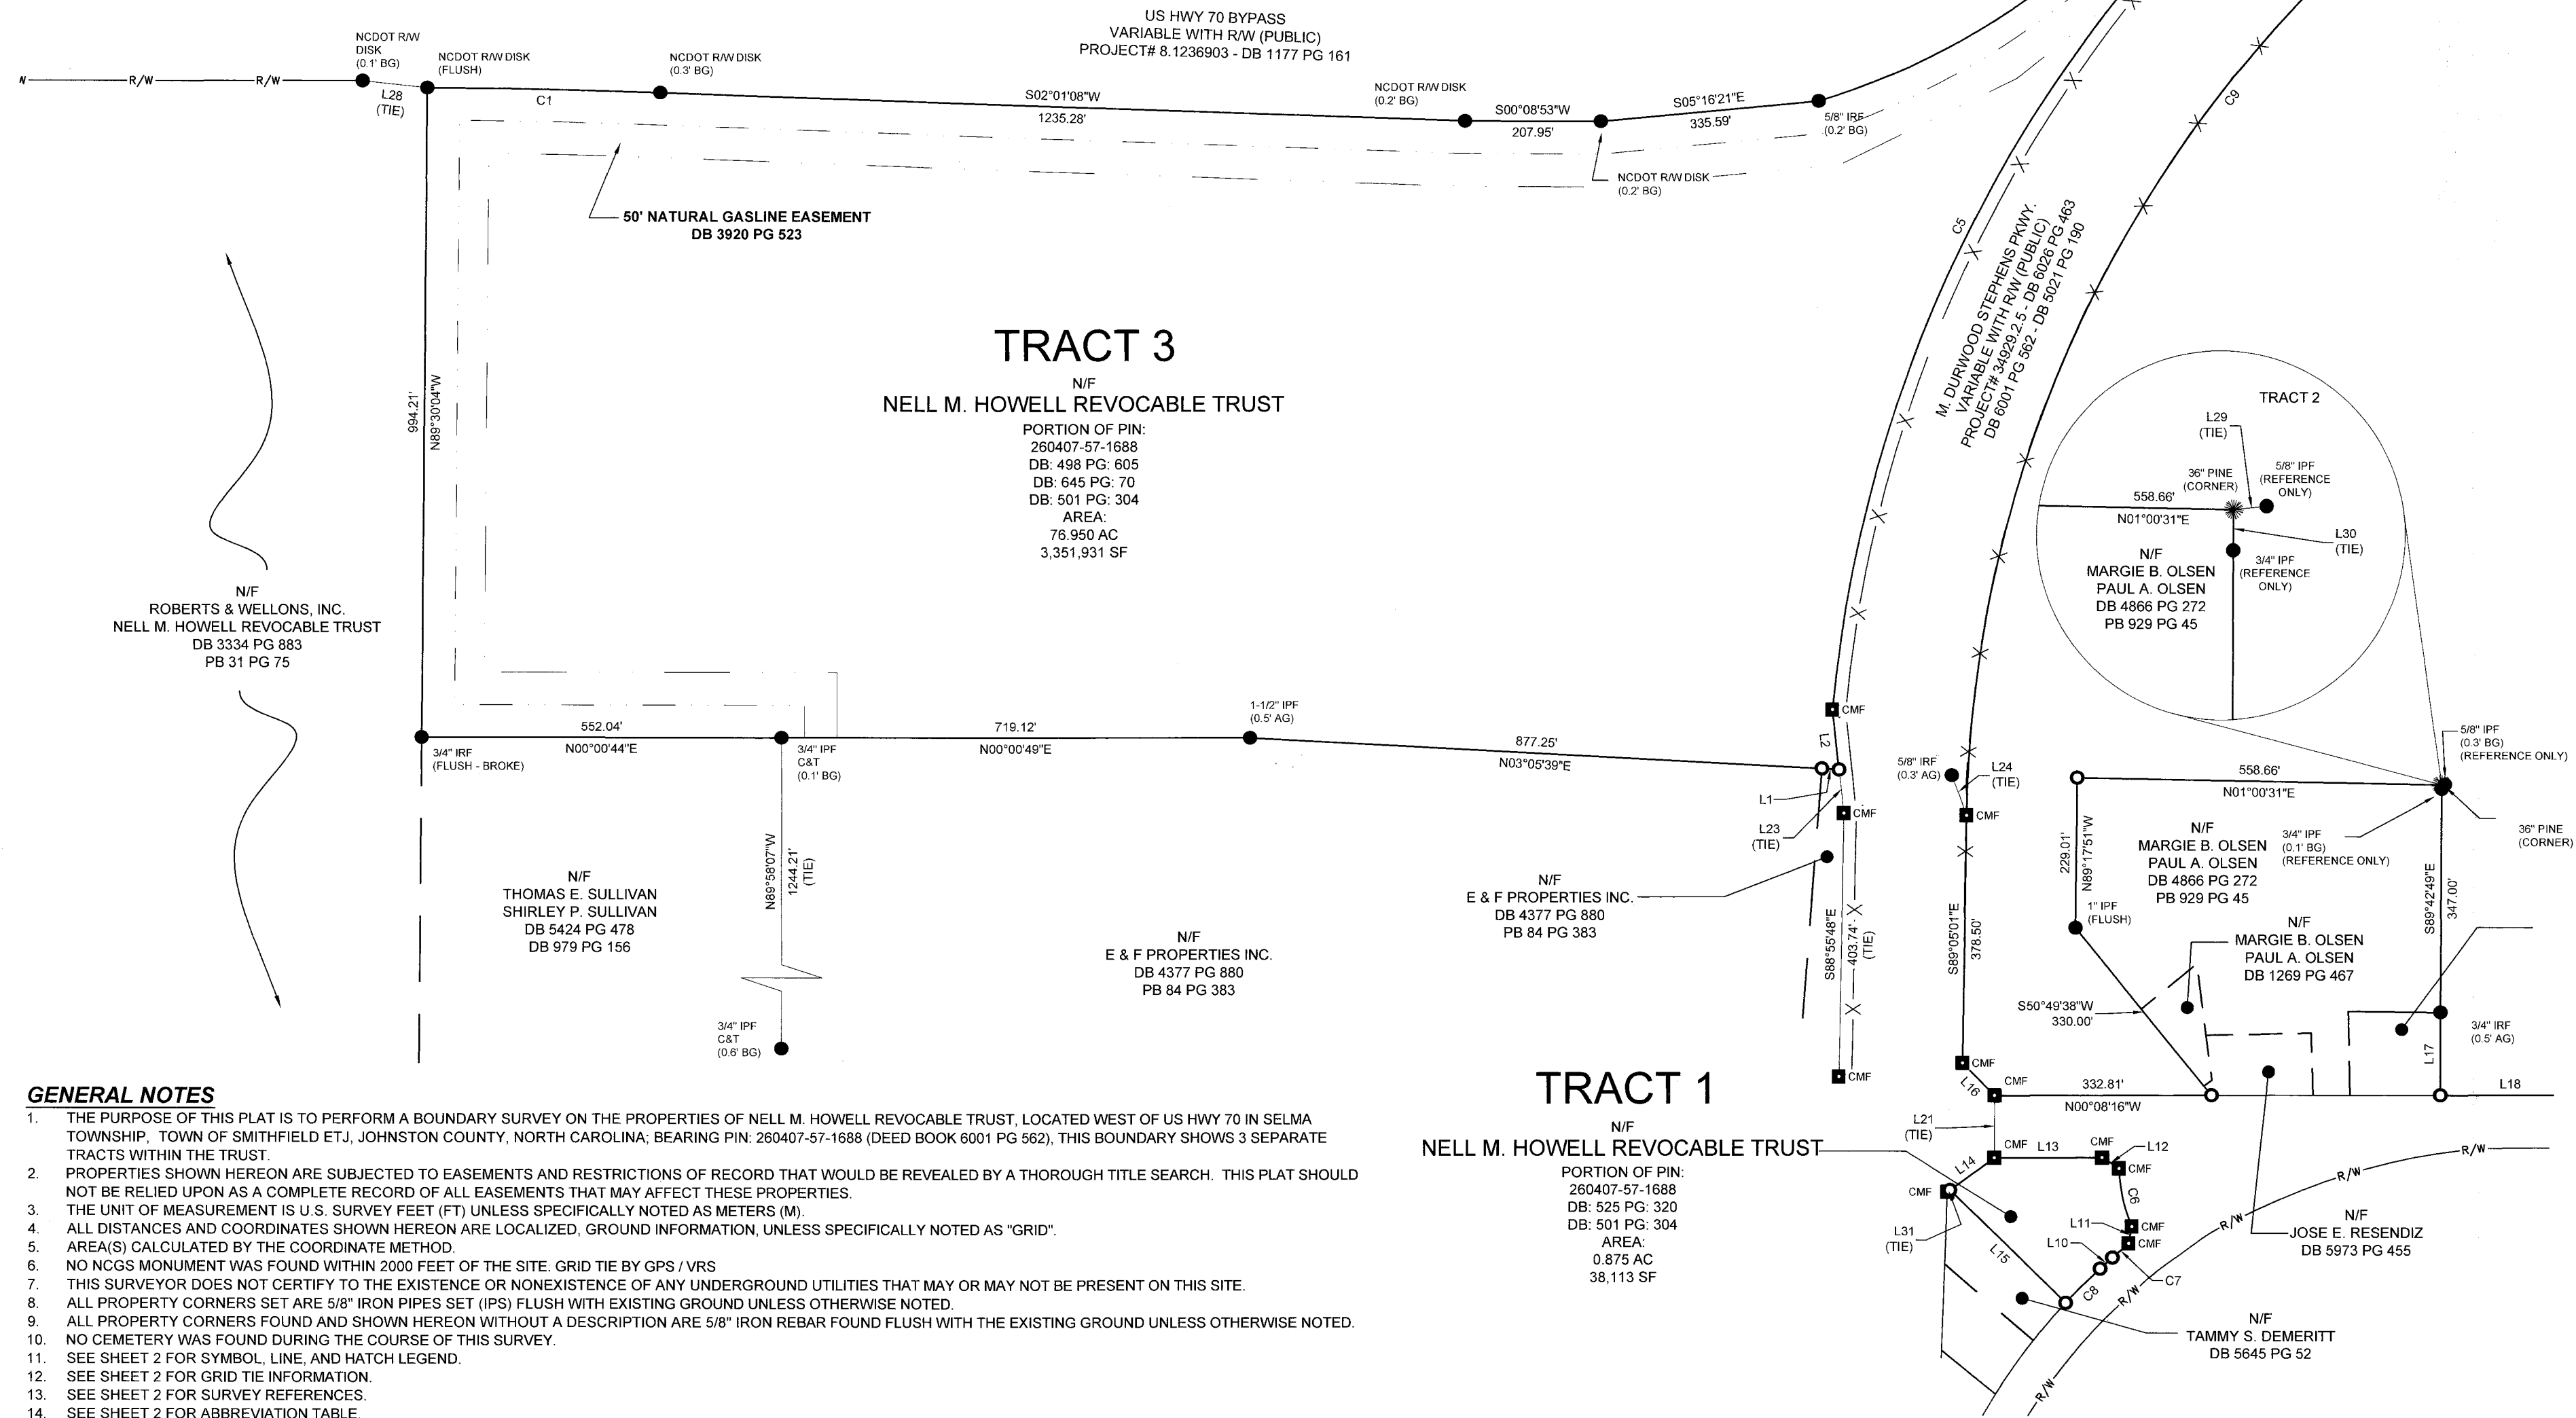 US HWY 70 BYPASS
VARIABLE WITH R/W (PUBLIC)
PROJECT# 8.1236903 - DB 1177 PG 161
R/W
R/W
NCDOT R/W
DISK
(0.1' BG)
L28
(TIE)
NCDOT R/W DISK
(FLUSH)
C1
NCDOT R/W DISK
(0.3' BG)
S02°01'08"W
1235.28'
NCDOT R/W DISK
(0.2' BG)
S00°08'53"W
207.95'
NCDOT R/W DISK
(0.2' BG)
S05°16'21"E
335.59'
5/8" IRF
(0.2' BG)
50' NATURAL GASLINE EASEMENT
DB 3920 PG 523
994.21'
N89°30'04"W
TRACT 3
N/F
NELL M. HOWELL REVOCABLE TRUST
PORTION OF PIN:
260407-57-1688
DB: 498 PG: 605
DB: 645 PG: 70
DB: 501 PG: 304
AREA:
76.950 AC
3,351,931 SF
C5
C9
M. DURWOOD STEPHENS PKWY.
VARIABLE WITH R/W (PUBLIC)
PROJECT# 34929.2.5 - DB 6026 PG 463
DB 6001 PG 562 - DB 5021 PG 190
TRACT 2
L29
(TIE)
36" PINE
(CORNER)
5/8" IPF
(REFERENCE
ONLY)
558.66'
N01°00'31"E
L30
(TIE)
3/4" IPF
(REFERENCE
ONLY)
N/F
MARGIE B. OLSEN
PAUL A. OLSEN
DB 4866 PG 272
PB 929 PG 45
N/F
ROBERTS & WELLONS, INC.
NELL M. HOWELL REVOCABLE TRUST
DB 3334 PG 883
PB 31 PG 75
552.04'
N00°00'44"E
3/4" IRF
(FLUSH - BROKE)
719.12'
N00°00'49"E
3/4" IPF
C&T
(0.1' BG)
1-1/2" IPF
(0.5' AG)
877.25'
N03°05'39"E
CMF
L2
L1
L23
(TIE)
CMF
5/8" IRF
(0.3' AG)
L24
(TIE)
CMF
558.66'
N01°00'31"E
5/8" IPF
(0.3' BG)
(REFERENCE ONLY)
229.01'
N89°17'51"W
N/F
MARGIE B. OLSEN
PAUL A. OLSEN
DB 4866 PG 272
PB 929 PG 45
3/4" IPF
(0.1' BG)
(REFERENCE ONLY)
36" PINE
(CORNER)
S89°42'49"E
347.00'
1" IPF
(FLUSH)
N/F
MARGIE B. OLSEN
PAUL A. OLSEN
DB 1269 PG 467
S50°49'38"W
330.00'
3/4" IRF
(0.5' AG)
L17
L18
N89°58'07"W
1244.21'
(TIE)
N/F
THOMAS E. SULLIVAN
SHIRLEY P. SULLIVAN
DB 5424 PG 478
DB 979 PG 156
3/4" IPF
C&T
(0.6' BG)
N/F
E & F PROPERTIES INC.
DB 4377 PG 880
PB 84 PG 383
N/F
E & F PROPERTIES INC.
DB 4377 PG 880
PB 84 PG 383
S88°55'48"E
403.74'
(TIE)
CMF
S89°05'01"E
378.50'
CMF
L16
CMF
332.81'
N00°08'16"W
L21
(TIE)
TRACT 1
N/F
NELL M. HOWELL REVOCABLE TRUST
PORTION OF PIN:
260407-57-1688
DB: 525 PG: 320
DB: 501 PG: 304
AREA:
0.875 AC
38,113 SF
CMF
L13
CMF
L12
CMF
L14
CMF
C6
L11
CMF
CMF
L10
C7
C8
L15
L31
(TIE)
R/W
R/W
R/W
R/W
R/W
N/F
JOSE E. RESENDIZ
DB 5973 PG 455
N/F
TAMMY S. DEMERITT
DB 5645 PG 52
GENERAL NOTES
1. THE PURPOSE OF THIS PLAT IS TO PERFORM A BOUNDARY SURVEY ON THE PROPERTIES OF NELL M. HOWELL REVOCABLE TRUST, LOCATED WEST OF US HWY 70 IN SELMA
TOWNSHIP, TOWN OF SMITHFIELD ETJ, JOHNSTON COUNTY, NORTH CAROLINA; BEARING PIN: 260407-57-1688 (DEED BOOK 6001 PG 562), THIS BOUNDARY SHOWS 3 SEPARATE
TRACTS WITHIN THE TRUST.
2. PROPERTIES SHOWN HEREON ARE SUBJECTED TO EASEMENTS AND RESTRICTIONS OF RECORD THAT WOULD BE REVEALED BY A THOROUGH TITLE SEARCH. THIS PLAT SHOULD
NOT BE RELIED UPON AS A COMPLETE RECORD OF ALL EASEMENTS THAT MAY AFFECT THESE PROPERTIES.
3. THE UNIT OF MEASUREMENT IS U.S. SURVEY FEET (FT) UNLESS SPECIFICALLY NOTED AS METERS (M).
4. ALL DISTANCES AND COORDINATES SHOWN HEREON ARE LOCALIZED, GROUND INFORMATION, UNLESS SPECIFICALLY NOTED AS "GRID".
5. AREA(S) CALCULATED BY THE COORDINATE METHOD.
6. NO NCGS MONUMENT WAS FOUND WITHIN 2000 FEET OF THE SITE. GRID TIE BY GPS / VRS
7. THIS SURVEYOR DOES NOT CERTIFY TO THE EXISTENCE OR NONEXISTENCE OF ANY UNDERGROUND UTILITIES THAT MAY OR MAY NOT BE PRESENT ON THIS SITE.
8. ALL PROPERTY CORNERS SET ARE 5/8" IRON PIPES SET (IPS) FLUSH WITH EXISTING GROUND UNLESS OTHERWISE NOTED.
9. ALL PROPERTY CORNERS FOUND AND SHOWN HEREON WITHOUT A DESCRIPTION ARE 5/8" IRON REBAR FOUND FLUSH WITH THE EXISTING GROUND UNLESS OTHERWISE NOTED.
10. NO CEMETERY WAS FOUND DURING THE COURSE OF THIS SURVEY.
11. SEE SHEET 2 FOR SYMBOL, LINE, AND HATCH LEGEND.
12. SEE SHEET 2 FOR GRID TIE INFORMATION.
13. SEE SHEET 2 FOR SURVEY REFERENCES.
14. SEE SHEET 2 FOR ABBREVIATION TABLE.